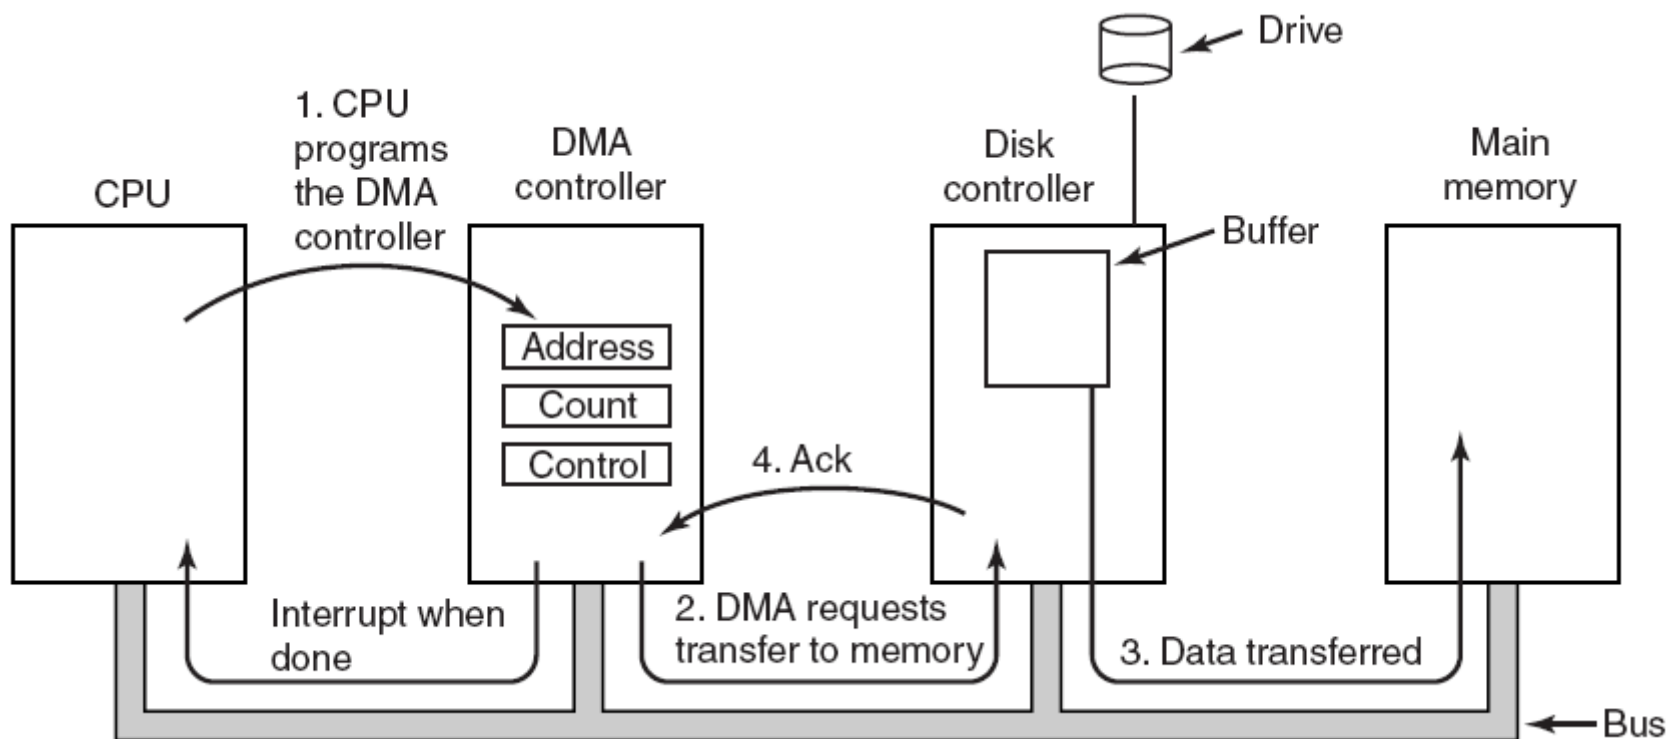 Drive
1. CPU
programs
the DMA
controller
CPU
DMA
controller
Disk
controller
Main
memory
Buffer
Address
Count
Control
4. Ack
Interrupt when
done
2. DMA requests
transfer to memory
3. Data transferred
Bus